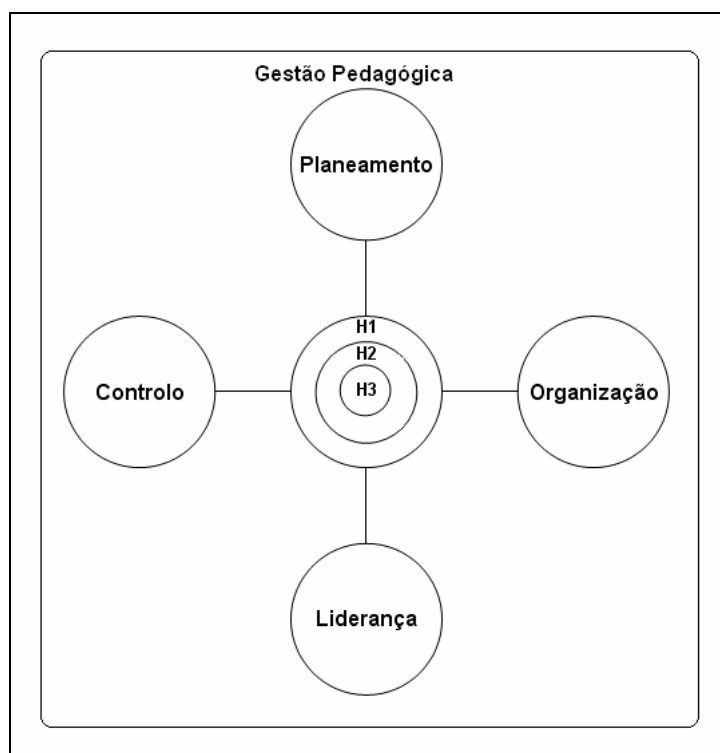 Gestão Pedagógica
Planeamento
H1
H2
H3
Controlo
Organização
Liderança